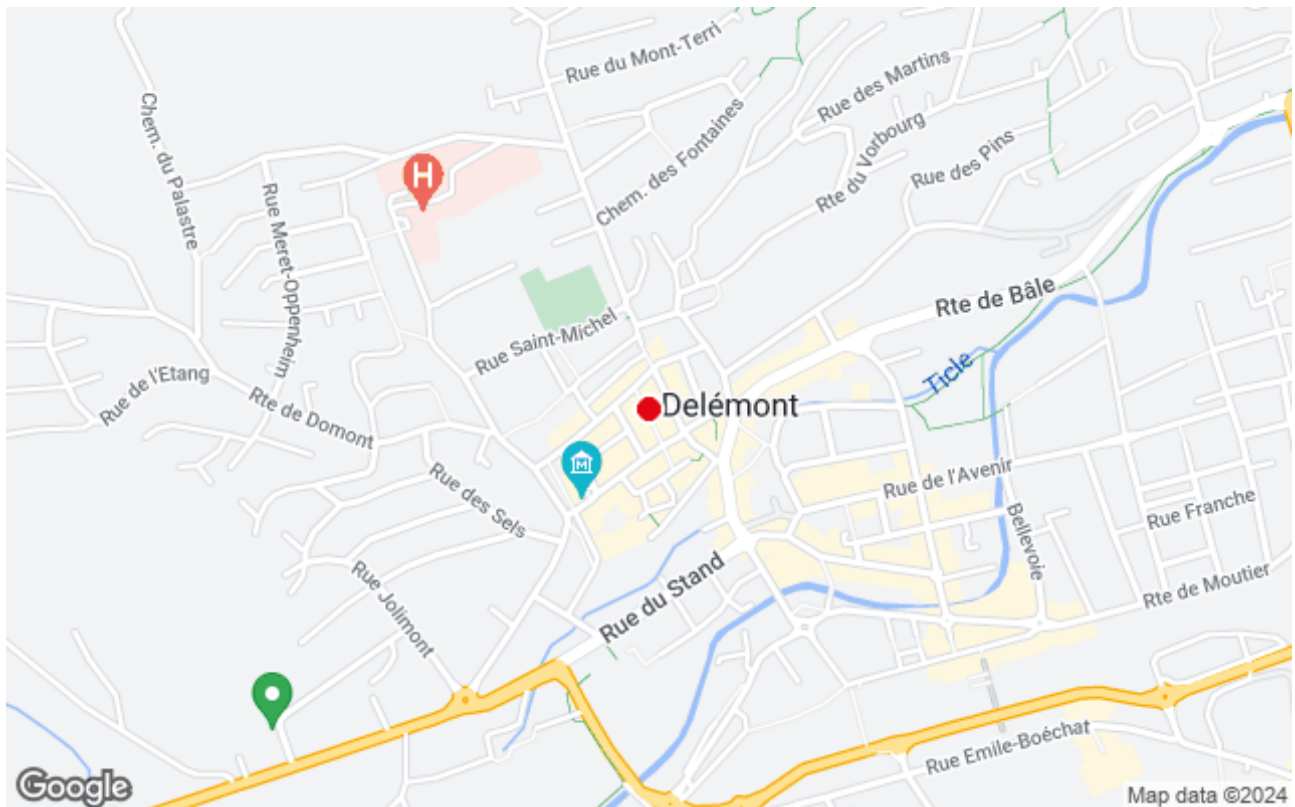 Rue du Mont-Terri
Rue des Martins
Chem. du Palastre
H
Chem. des Fontaines
Rte du Vorbourg
Rue des Pins
Rue Meret-Oppenheim
Rte de Bâle
Rue Saint-Michel
Rue de l'Etang
Ticle
Rte de Domont
Delémont
M
Rue de l'Avenir
Rue des Sels
Rue Franche
Bellevoie
Rue du Stand
Rte de Moutier
Rue Jolimont
Rue Emile-Boéchat
Google
Map data ©2024